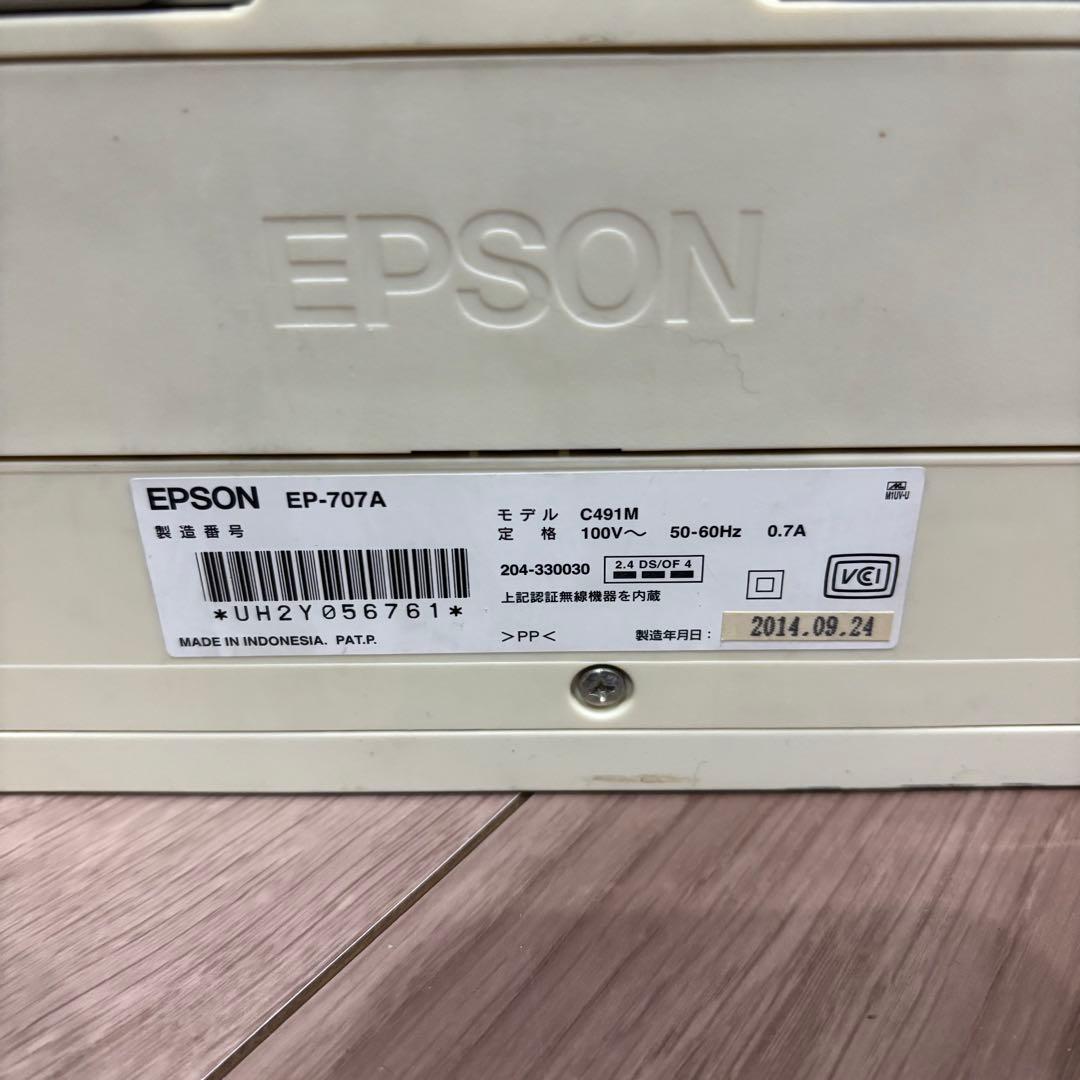 EPSON
EPSON EP-707A
製造番号
*UH2Y056761*
MADE IN INDONESIA. PAT.P.
モデル C491M
定格 100V～ 50-60Hz 0.7A
204-330030 2.4 DS/OF 4
上記認証無線機器を内蔵
>PP<
製造年月日: 2014.09.24
VCI
M1UV-U